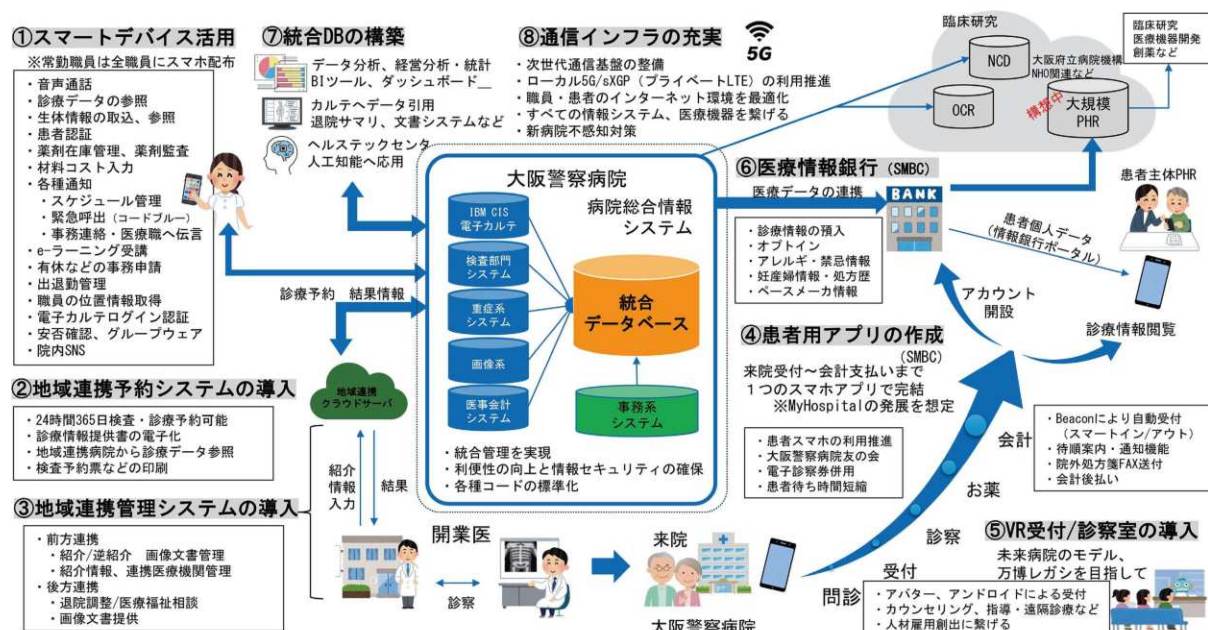 ①スマートデバイス活用
※常勤職員は全職員にスマホ配布
・音声通話
・診療データの参照
・生体情報の取込、参照
・患者認証
・薬剤在庫管理、薬剤監査
・材料コスト入力
・各種通知
・スケジュール管理
・緊急呼出（コードブルー）
・事務連絡・医療職へ伝言
・e-ラーニング受講
・有休などの事務申請
・出退勤管理
・職員の位置情報取得
・電子カルテログイン認証
・安否確認、グループウェア
・院内SNS
②地域連携予約システムの導入
・24時間365日検査・診療予約可能
・診療情報提供書の電子化
・地域連携病院から診療データ参照
・検査予約票などの印刷
③地域連携管理システムの導入
・前方連携
・紹介/逆紹介　画像文書管理
・紹介情報、連携医療機関管理
・後方連携
・退院調整/医療福祉相談
・画像文書提供
⑦統合DBの構築
データ分析、経営分析・統計
BIツール、ダッシュボード__
カルテへデータ引用
退院サマリ、文書システムなど
ヘルステックセンタ
人工知能へ応用
診療予約　結果情報
地域連携
クラウドサーバ
紹介
情報
入力
結果
⑧通信インフラの充実
5G
・次世代通信基盤の整備
・ローカル5G/sXGP（プライベートLTE）の利用推進
・職員・患者のインターネット環境を最適化
・すべての情報システム、医療機器を繋げる
・新病院不感知対策
大阪警察病院
病院総合情報
システム
IBM CIS
電子カルテ
検査部門
システム
重症系
システム
画像系
医事会計
システム
統合
データベース
事務系
システム
・統合管理を実現
・利便性の向上と情報セキュリティの確保
・各種コードの標準化
開業医
診察
来院
大阪警察病院
臨床研究
NCD
OCR
大阪府立病院機構
NHO関連など
構想中
大規模
PHR
臨床研究
医療機器開発
創薬など
⑥医療情報銀行（SMBC）
医療データの連携
BANK
・診療情報の預入
・オプトイン
・アレルギ・禁忌情報
・妊産婦情報・処方歴
・ペースメーカ情報
患者主体PHR
患者個人データ
（情報銀行ポータル）
アカウント
開設
診療情報閲覧
④患者用アプリの作成
（SMBC）
来院受付～会計支払いまで
１つのスマホアプリで完結
※MyHospitalの発展を想定
・患者スマホの利用推進
・大阪警察病院友の会
・電子診察券併用
・患者待ち時間短縮
会計
お薬
診察
受付
問診
・Beaconにより自動受付
（スマートイン/アウト）
・待順案内・通知機能
・院外処方箋FAX送付
・会計後払い
⑤VR受付/診察室の導入
未来病院のモデル、
万博レガシを目指して
・アバター、アンドロイドによる受付
・カウンセリング、指導・遠隔診療など
・人材雇用創出に繋げる